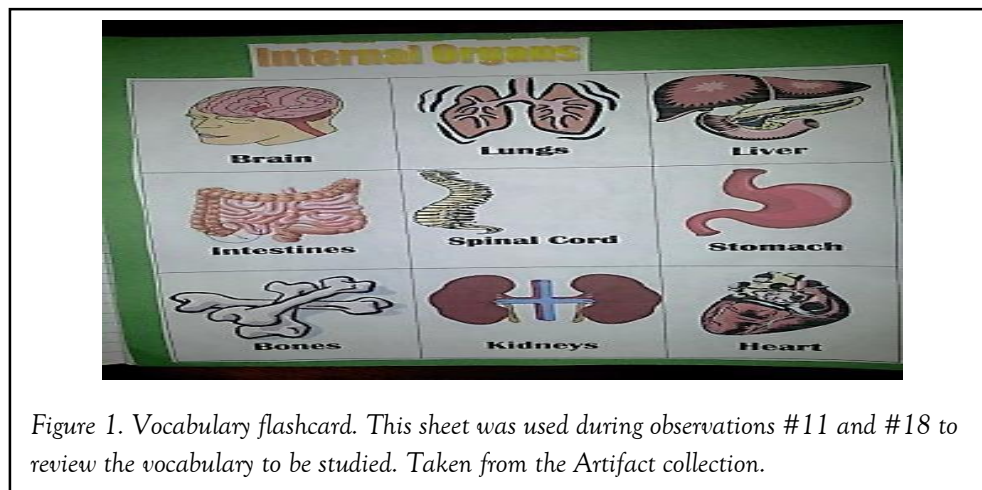 Internal Organs
Brain
Lungs
Liver
Intestines
Spinal Cord
Stomach
Bones
Kidneys
Heart
Figure 1. Vocabulary flashcard. This sheet was used during observations #11 and #18 to
review the vocabulary to be studied. Taken from the Artifact collection.